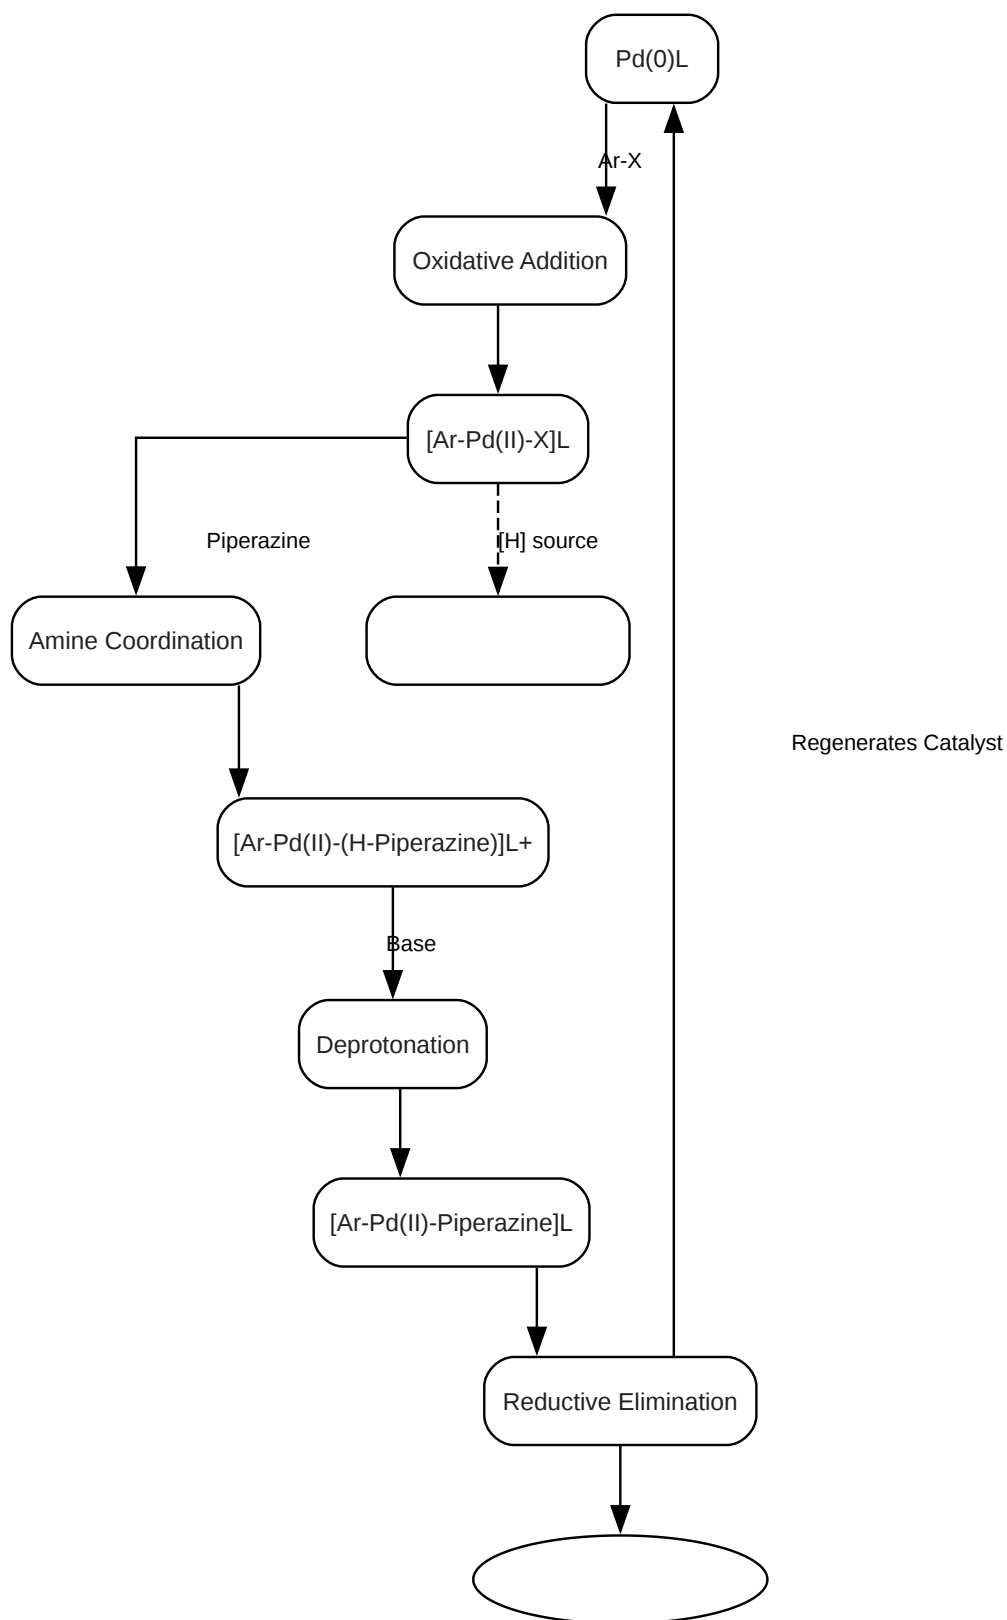 Pd(0)L
Ar-X
Oxidative Addition
[Ar-Pd(II)-X]L
Piperazine
[H] source
Amine Coordination
Regenerates Catalyst
[Ar-Pd(II)-(H-Piperazine)]L+
Base
Deprotonation
[Ar-Pd(II)-Piperazine]L
Reductive Elimination